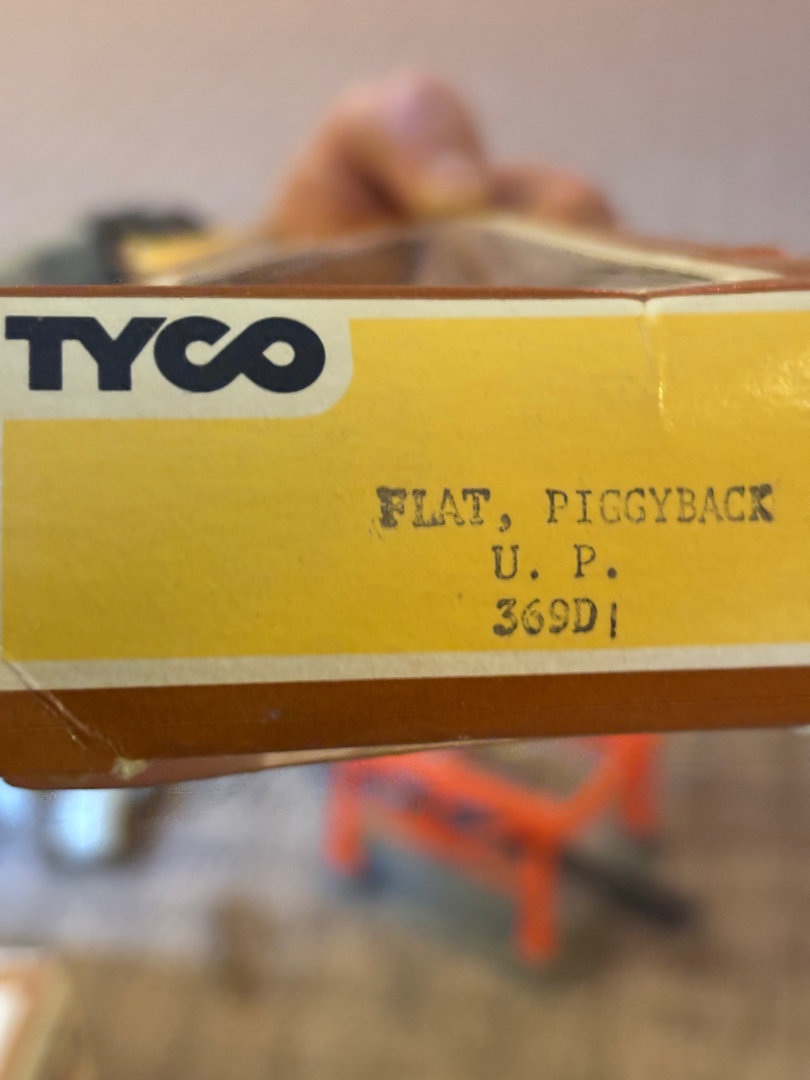 TYCO
FLAT, PIGGYBACK
U. P.
369D|